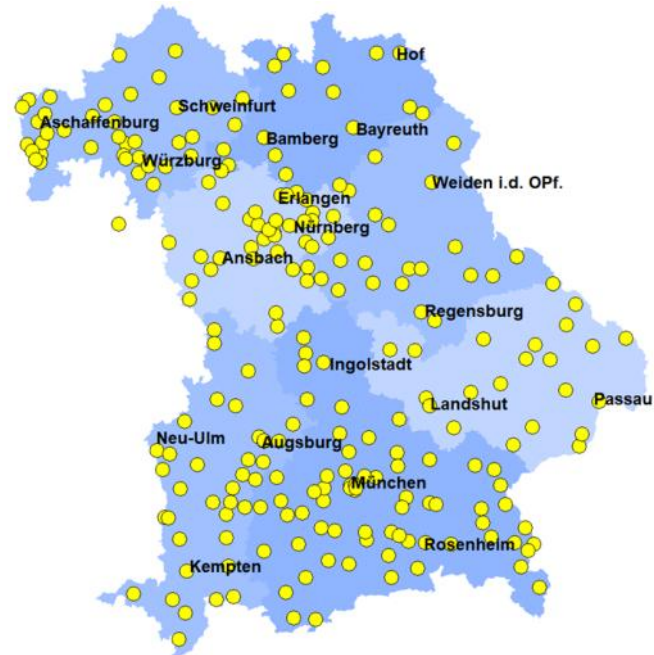 Hof
Schweinfurt
Aschaffenburg
Bamberg
Bayreuth
Würzburg
Weiden i.d. OPf.
Erlangen
Nürnberg
Ansbach
Regensburg
Ingolstadt
Landshut
Passau
Neu-Ulm
Augsburg
München
Rosenheim
Kempten